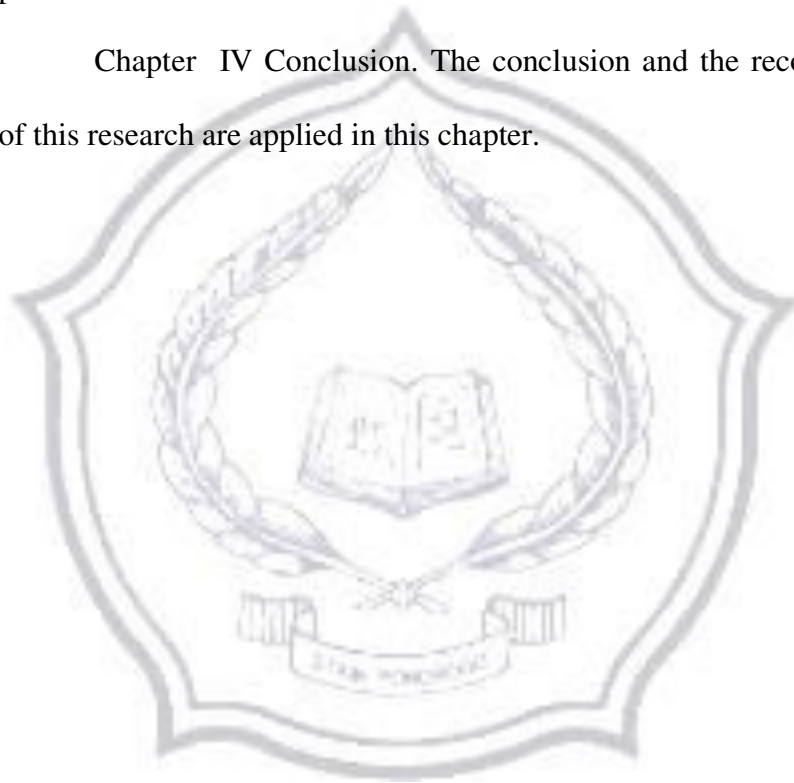 Chapter IV Conclusion. The conclusion and the
of this research are applied in this chapter.